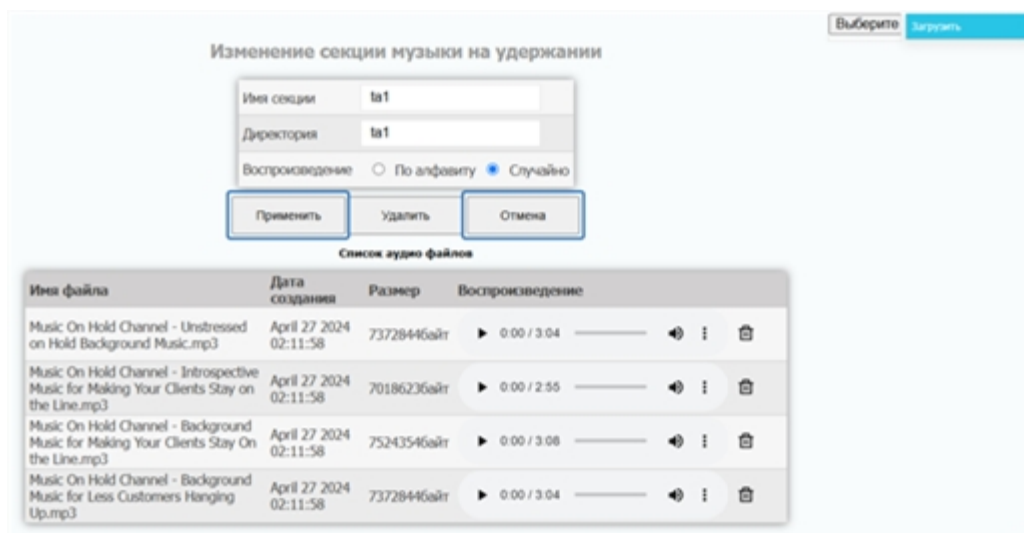 Выберите
Загрузить
Изменение секции музыки на удержании
Имя секции ta1
Директория ta1
Воспроизведение По алфавиту Случайно
Применить Удалить Отмена
Список аудио файлов
Имя файла Дата создания Размер Воспроизведение
Music On Hold Channel - Unstressed
on Hold Background Music.mp3
April 27 2024
02:11:58
7372844байт
0:00 / 3:04
Music On Hold Channel - Introspective
Music for Making Your Clients Stay on
the Line.mp3
April 27 2024
02:11:58
7018623байт
0:00 / 2:55
Music On Hold Channel - Background
Music for Making Your Clients Stay On
the Line.mp3
April 27 2024
02:11:58
7524354байт
0:00 / 3:08
Music On Hold Channel - Background
Music for Less Customers Hanging
Up.mp3
April 27 2024
02:11:58
7372844байт
0:00 / 3:04